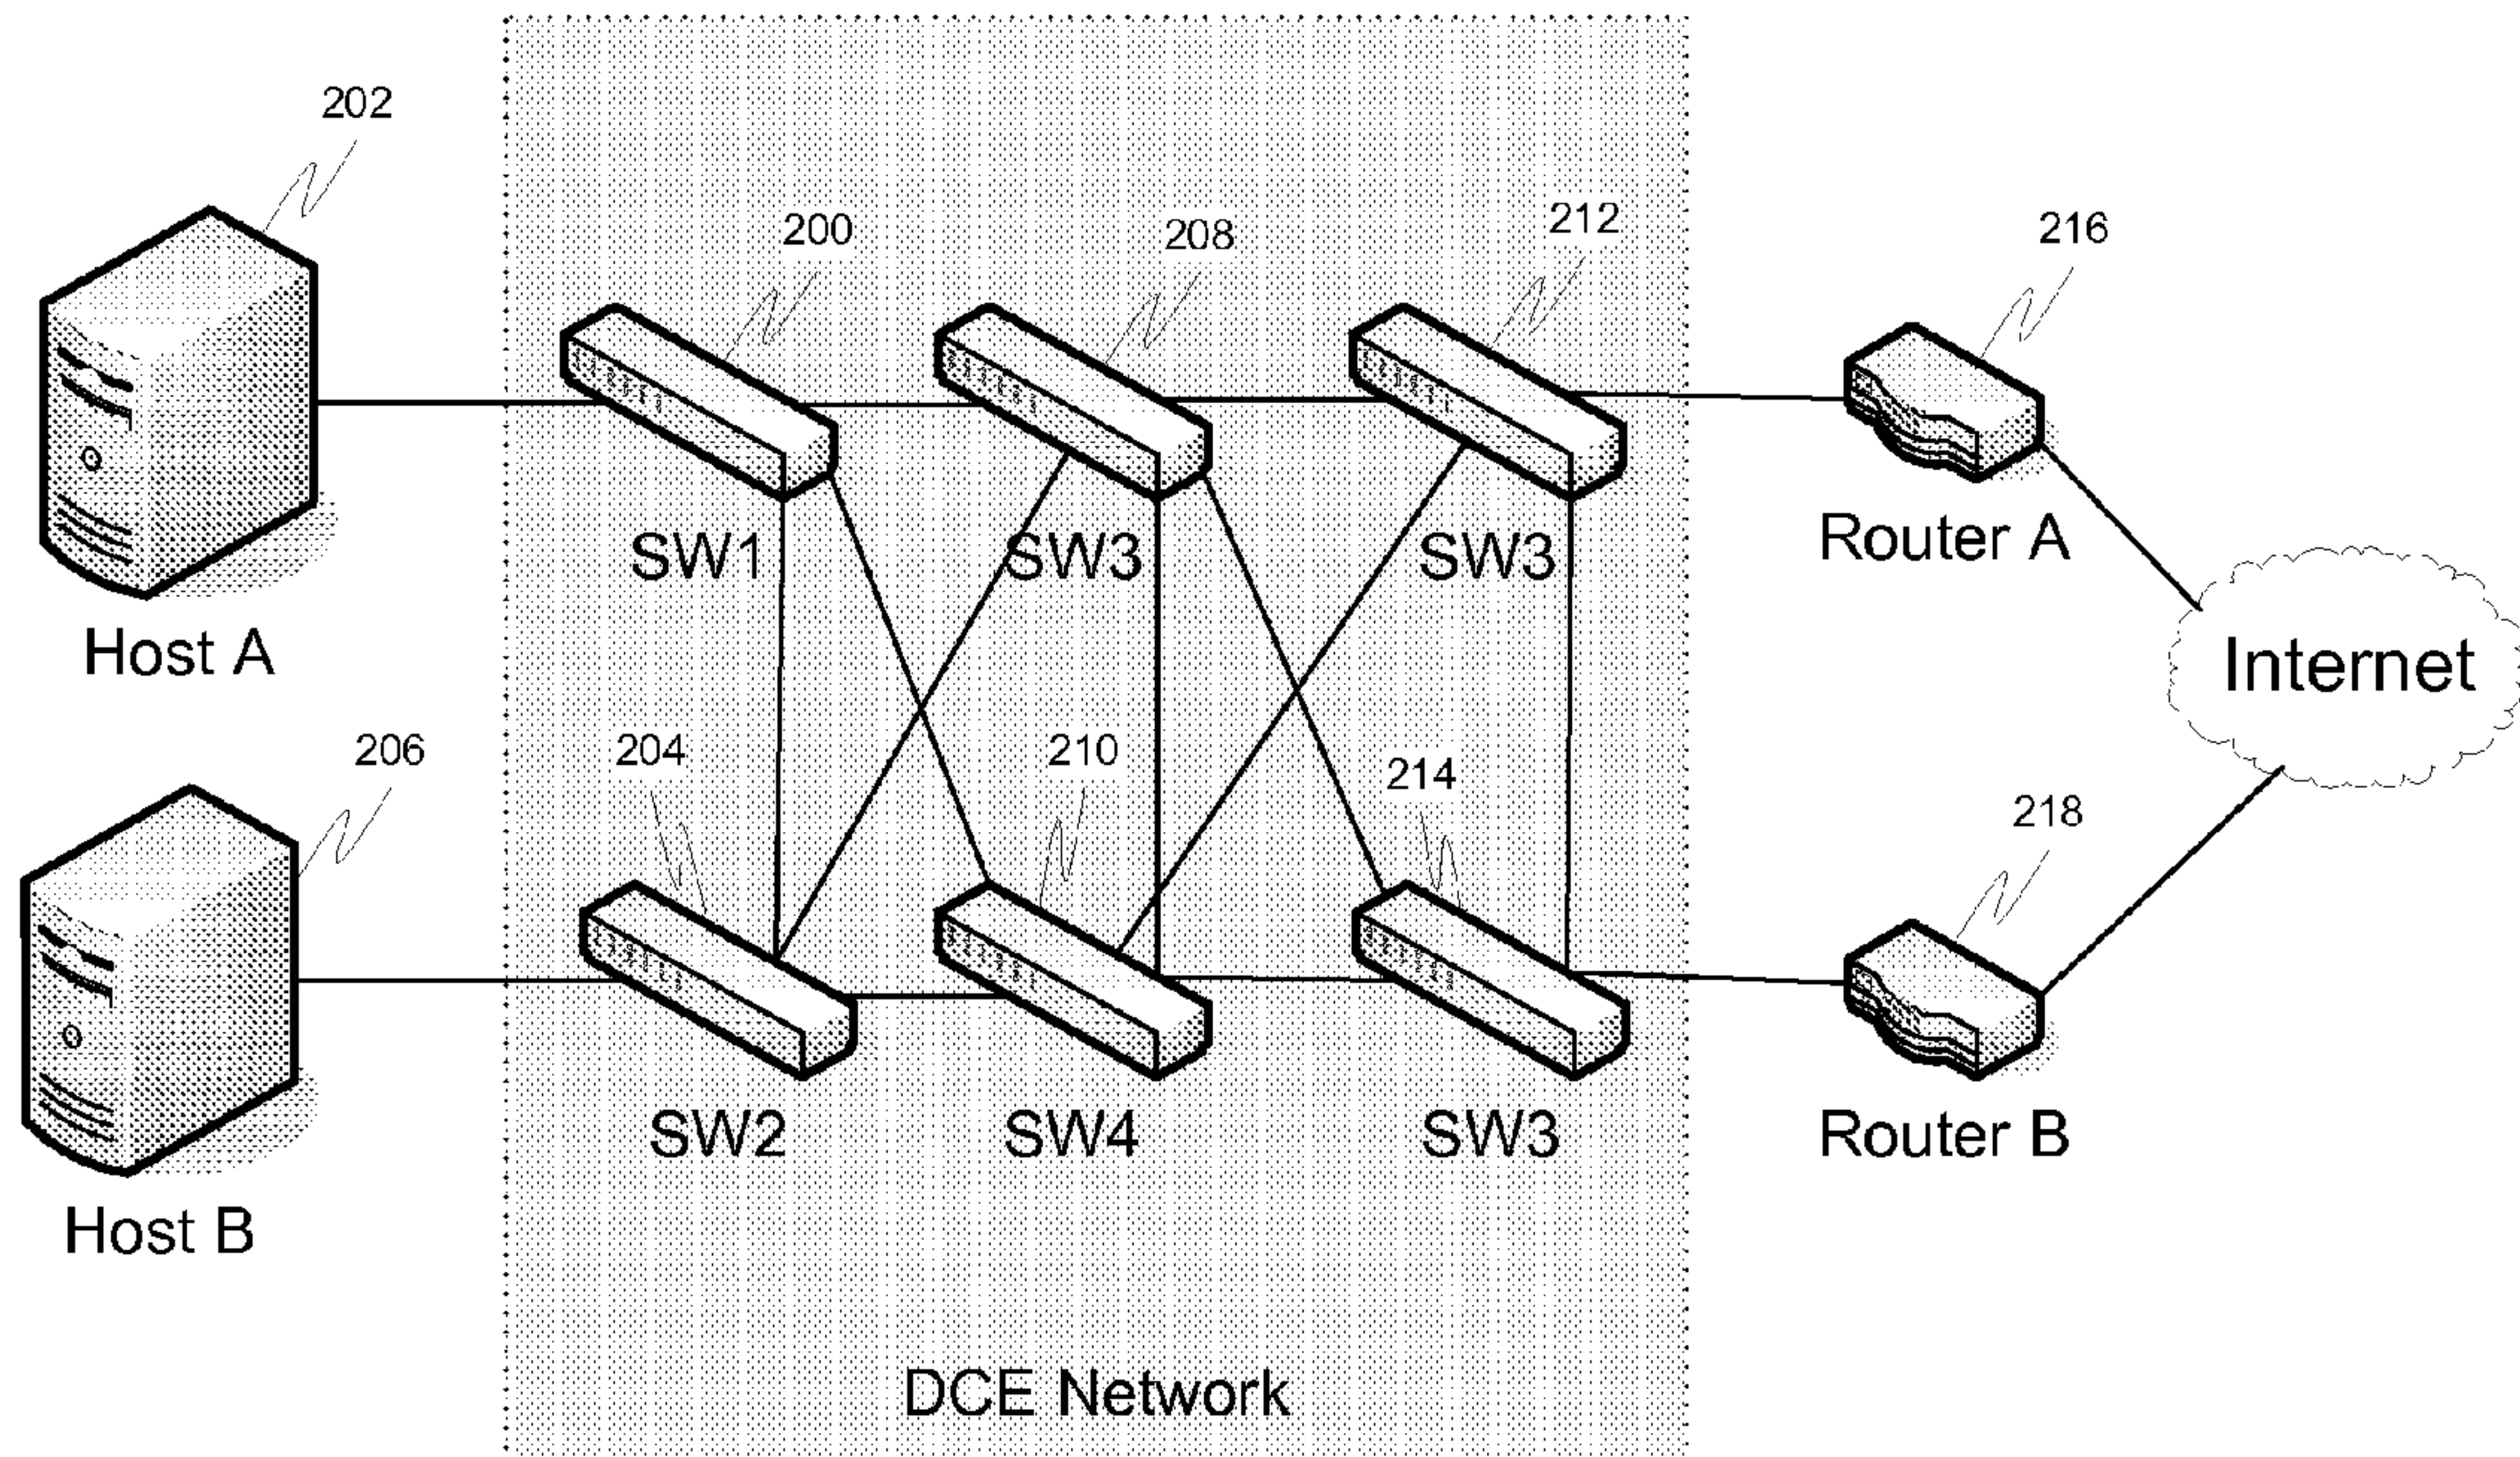 202
200
208
212
216
SW1
SW3
SW3
Router A
Host A
Internet
206
204
210
214
218
SW2
SW4
SW3
Router B
Host B
DCE Network